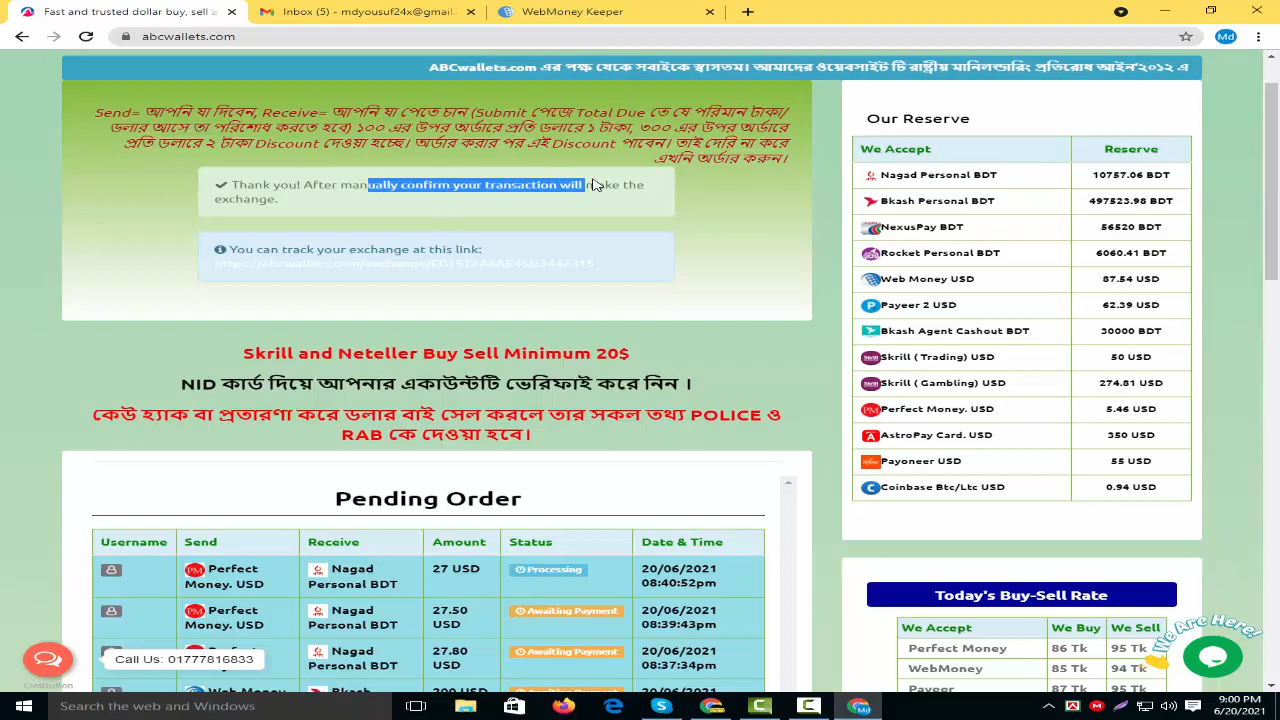 A fast and trusted dollar buy, sell a
Inbox (5) - mdyousuf24x@gmail.
WebMoney Keeper
abcwallets.com
Md
ABCwallets.com এর পক্ষ থেকে সবাইকে স্বাগতম। আমাদের ওয়েবসাইট টি রাষ্ট্রীয় মানিলন্ডারিং প্রতিরোধ আইন'২০১২ এ
Send= আপনি যা দিবেন, Receive= আপনি যা পেতে চান (Submit পেজে Total Due তে যে পরিমান টাকা/
ডলার আসে তা পরিশোধ করতে হবে) ১০০ এর উপর অর্ডারে প্রতি ডলারে ১ টাকা, ৩০০ এর উপর অর্ডারে
প্রতি ডলারে ২ টাকা Discount দেওয়া হচ্ছে। অর্ডার করার পর এই Discount পাবেন। তাই দেরি না করে
এখনি অর্ডার করুন।
Thank you! After manually confirm your transaction will make the
exchange.
You can track your exchange at this link:
Skrill and Neteller Buy Sell Minimum 20$
NID কার্ড দিয়ে আপনার একাউন্টটি ভেরিফাই করে নিন ।
কেউ হ্যাক বা প্রতারণা করে ডলার বাই সেল করলে তার সকল তথ্য POLICE ও
RAB কে দেওয়া হবে।
Pending Order
Username Send Receive Amount Status Date & Time
Perfect Money. USD Nagad Personal BDT 27 USD Processing 20/06/2021 08:40:52pm
Perfect Money. USD Nagad Personal BDT 27.50 USD Awaiting Payment 20/06/2021 08:39:43pm
Perfect Money. USD Nagad Personal BDT 27.80 USD Awaiting Payment 20/06/2021 08:37:34pm
Call Us: 01777816833
GetButton
Our Reserve
We Accept Reserve
Nagad Personal BDT 10757.06 BDT
Bkash Personal BDT 497523.98 BDT
NexusPay BDT 56520 BDT
Rocket Personal BDT 6060.41 BDT
Web Money USD 87.54 USD
Payeer 2 USD 62.39 USD
Bkash Agent Cashout BDT 30000 BDT
Skrill ( Trading) USD 50 USD
Skrill ( Gambling) USD 274.81 USD
Perfect Money. USD 5.46 USD
AstroPay Card. USD 350 USD
Payoneer USD 55 USD
Coinbase Btc/Ltc USD 0.94 USD
Today's Buy-Sell Rate
We Accept We Buy We Sell
Perfect Money 86 Tk 95 Tk
WebMoney 85 Tk 94 Tk
Payeer 87 Tk 95 Tk
We Are Here!
Search the web and Windows
9:00 PM
6/20/2021